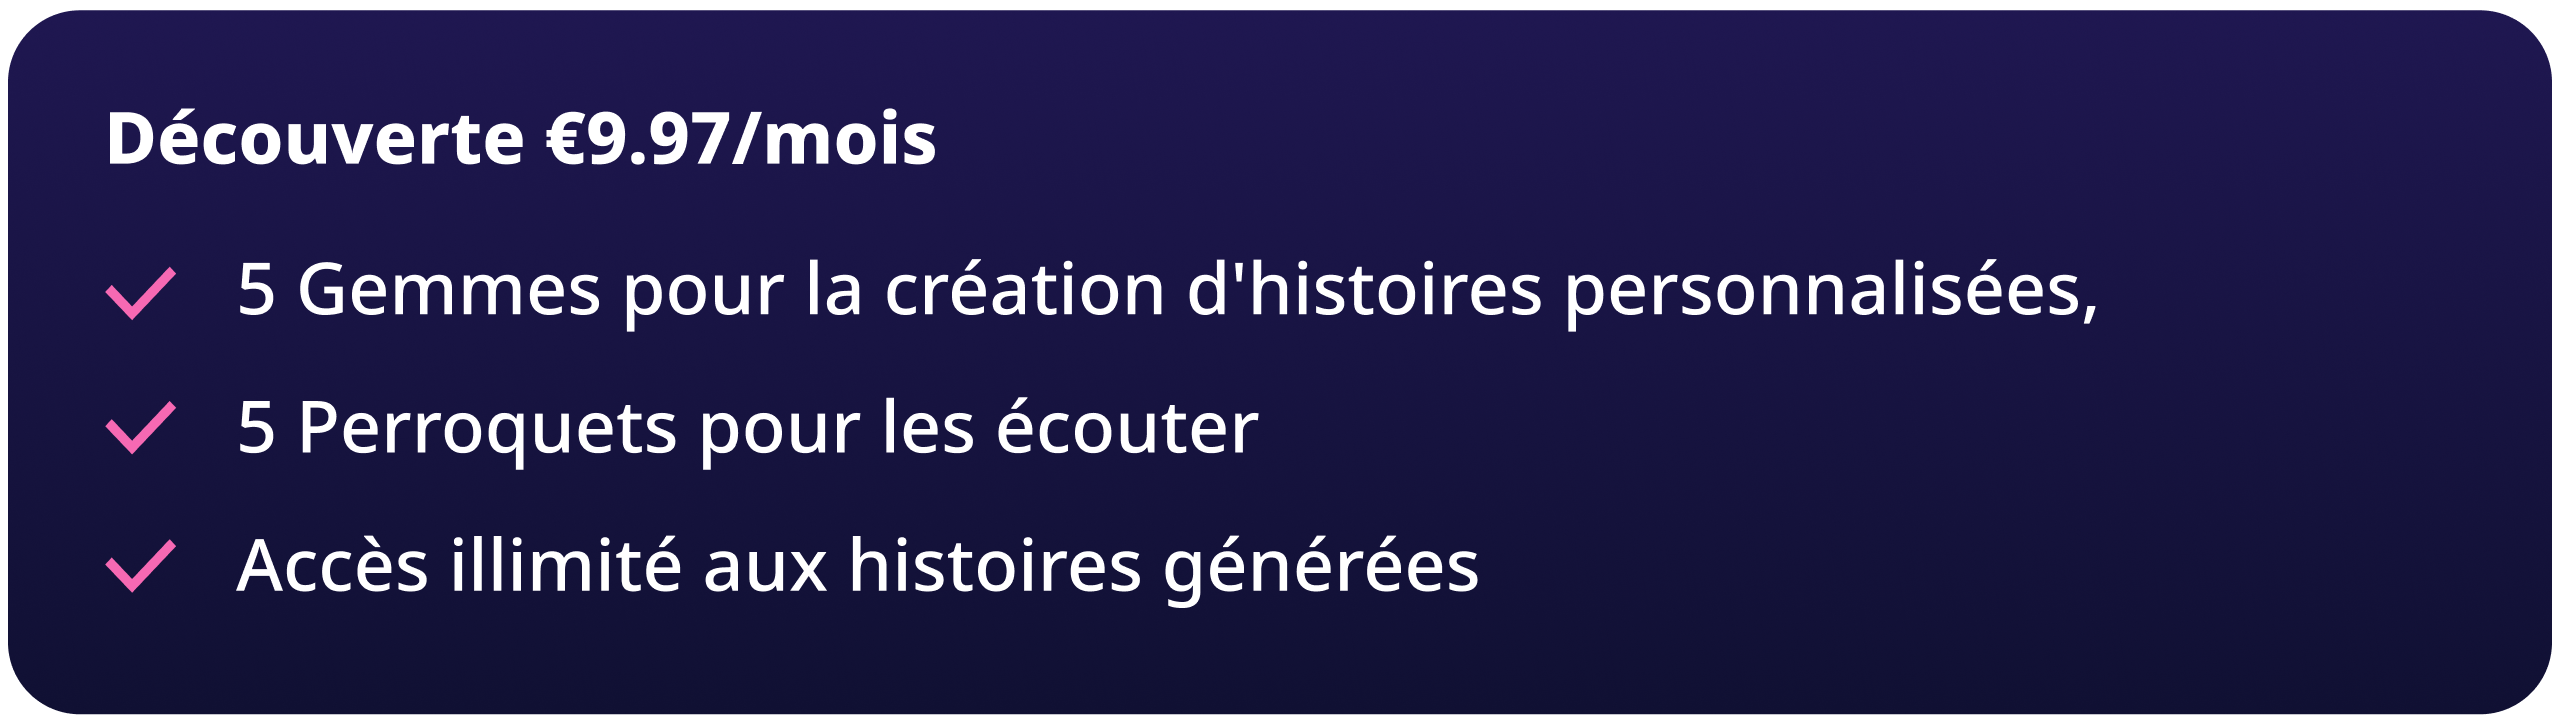 Découverte €9.97/mois
5 Gemmes pour la création d'histoires personnalisées,
5 Perroquets pour les écouter
Accès illimité aux histoires générées